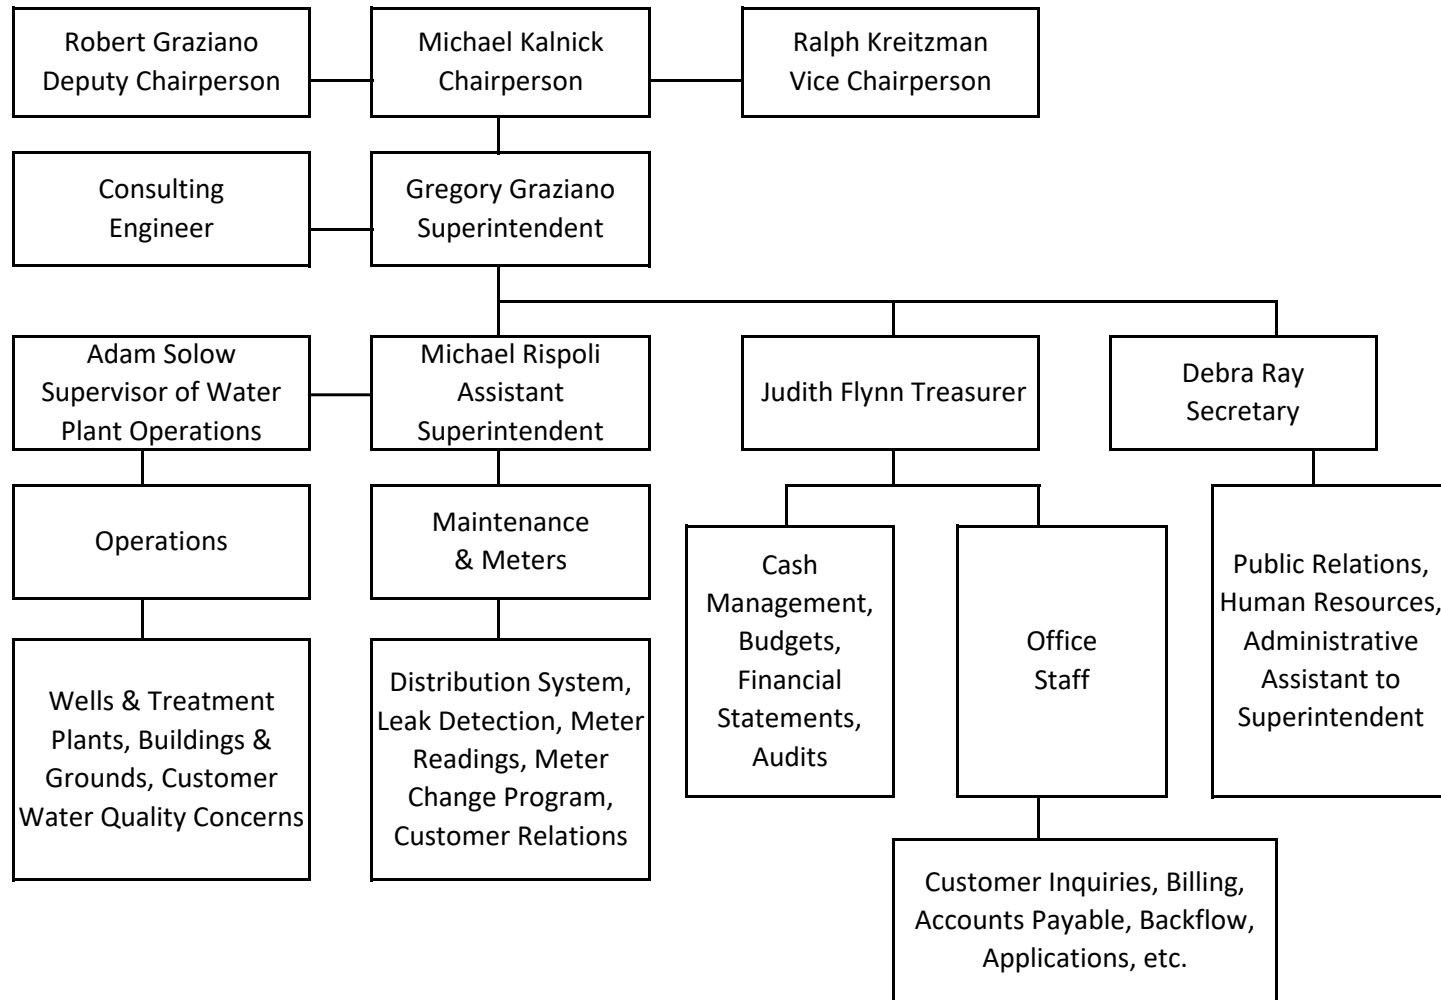 Robert Graziano
Deputy Chairperson
Michael Kalnick
Chairperson
Ralph Kreitzman
Vice Chairperson
Consulting
Engineer
Gregory Graziano
Superintendent
Adam Solow
Supervisor of Water
Plant Operations
Michael Rispoli
Assistant
Superintendent
Judith Flynn Treasurer
Debra Ray
Secretary
Operations
Maintenance
& Meters
Cash
Management,
Budgets,
Financial
Statements,
Audits
Office
Staff
Public Relations,
Human Resources,
Administrative
Assistant to
Superintendent
Wells & Treatment
Plants, Buildings &
Grounds, Customer
Water Quality Concerns
Distribution System,
Leak Detection, Meter
Readings, Meter
Change Program,
Customer Relations
Customer Inquiries, Billing,
Accounts Payable, Backflow,
Applications, etc.